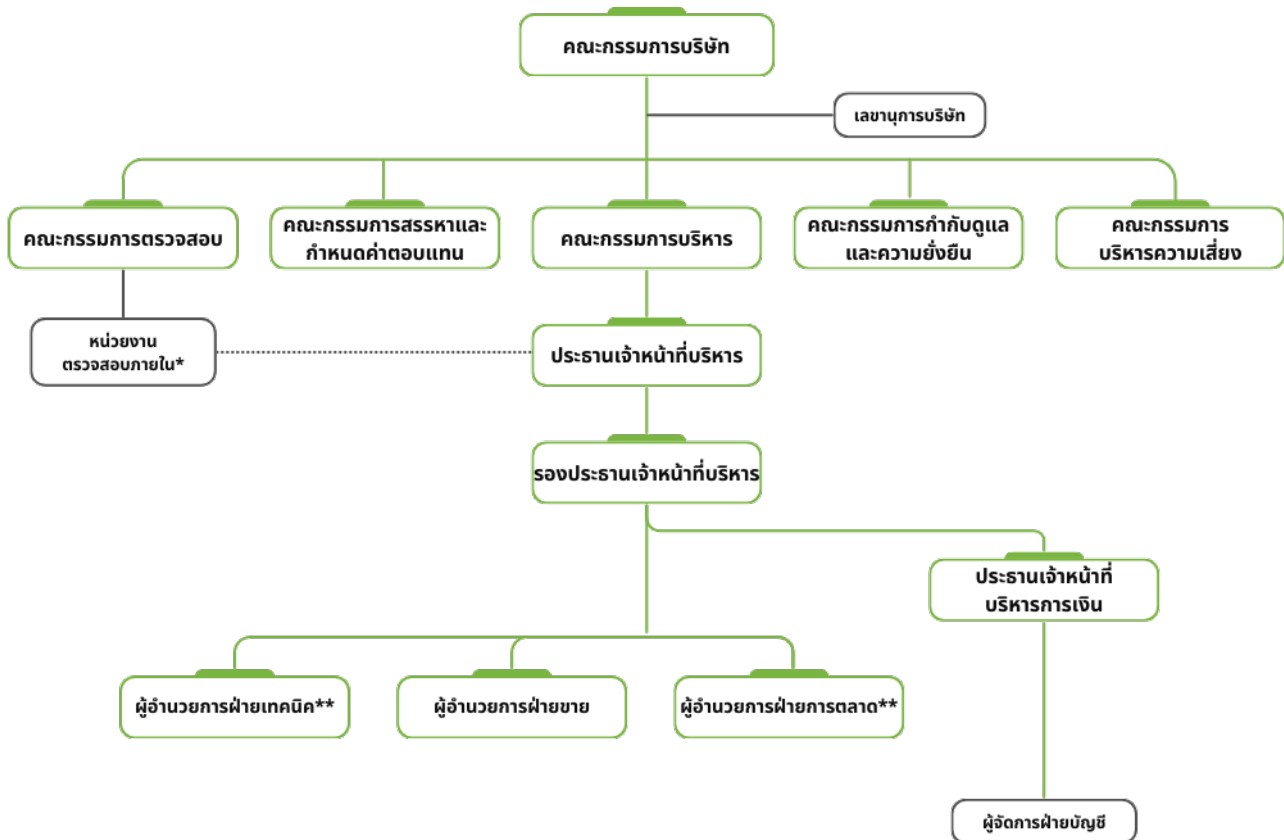 คณะกรรมการบริษัท
เลขานุการบริษัท
คณะกรรมการตรวจสอบ
คณะกรรมการสรรหาและ
กำหนดค่าตอบแทน
คณะกรรมการบริหาร
คณะกรรมการกำกับดูแล
และความยั่งยืน
คณะกรรมการ
บริหารความเสี่ยง
หน่วยงาน
ตรวจสอบภายใน*
ประธานเจ้าหน้าที่บริหาร
รองประธานเจ้าหน้าที่บริหาร
ประธานเจ้าหน้าที่
บริหารการเงิน
ผู้อำนวยการฝ่ายเทคนิค**
ผู้อำนวยการฝ่ายขาย
ผู้อำนวยการฝ่ายการตลาด**
ผู้จัดการฝ่ายบัญชี